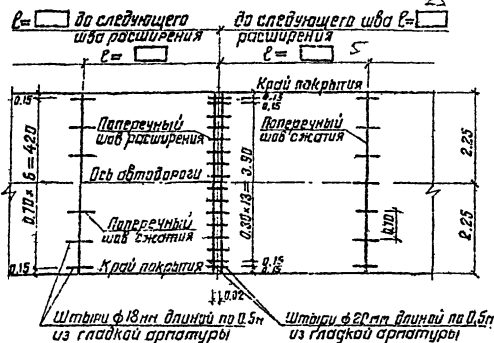 ℓ= до следующего
шва расширения
до следующего шва ℓ=
расширения
ℓ=
ℓ=
5
Край покрытия
0.15
0.15
0.15
Поперечный
шов расширения
Поперечный
шов сжатия
Ось автодороги
0.70×6=4.20
0.30×13=3.90
2.25
2.25
0.70
Поперечный
шов сжатия
Край покрытия
0.15
0.15
0.15
0.02
Штыри ф18мм длиной по 0.5м
из гладкой арматуры
Штыри ф20мм длиной по 0.5м
из гладкой арматуры